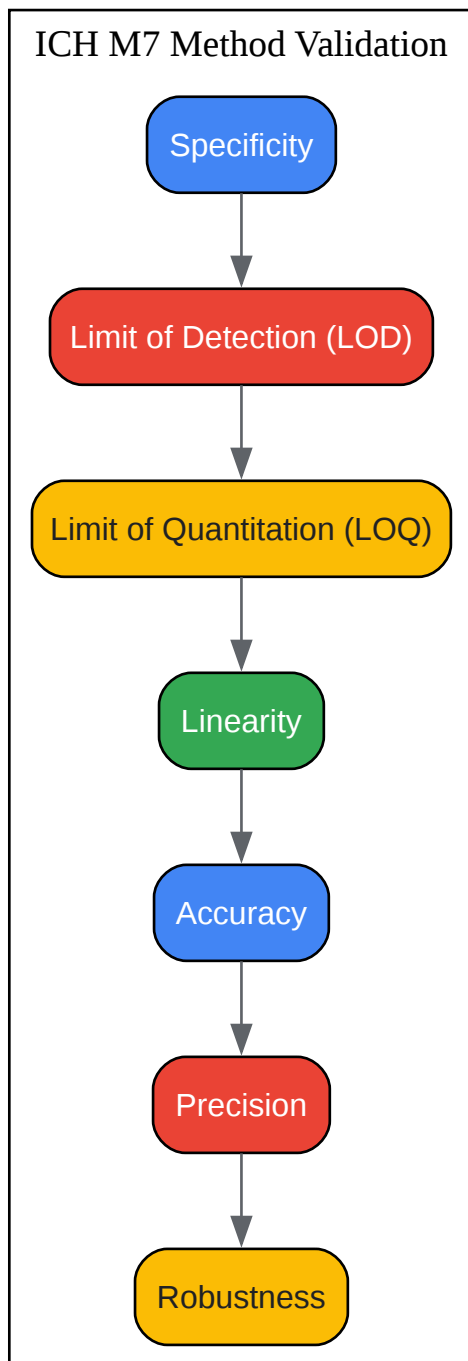 ICH M7 Method Validation
Specificity
Limit of Detection (LOD)
Limit of Quantitation (LOQ)
Linearity
Accuracy
Precision
Robustness